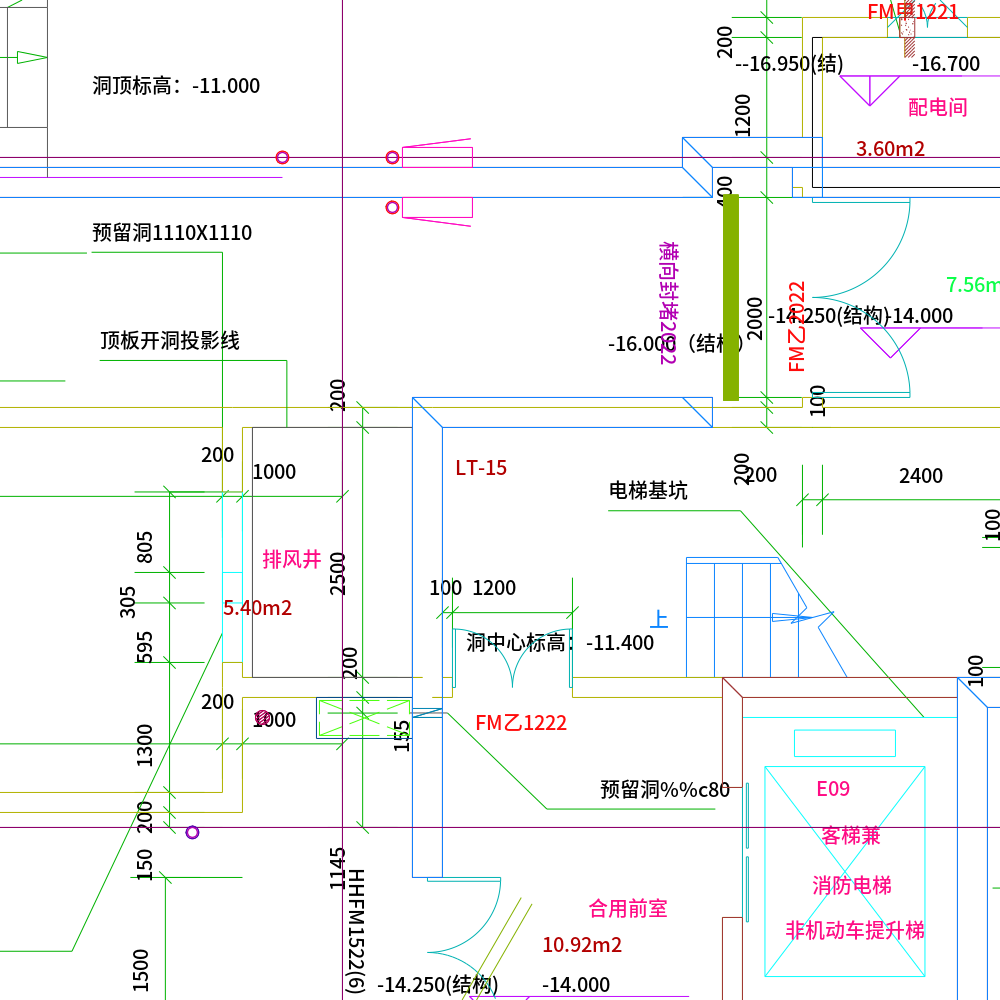 FM甲1221
200
--16.950(结)
-16.700
洞顶标高：-11.000
配电间
1200
3.60m2
400
预留洞1110X1110
横向封堵2022
7.56m
FM乙2022
2000
-14.250(结构)
-14.000
顶板开洞投影线
-16.000（结构）
200
100
200
1000
LT-15
200
200
2400
电梯基坑
100
805
排风井
2500
305
5.40m2
100
1200
上
595
洞中心标高：-11.400
200
100
200
1000
FM乙1222
155
1300
预留洞%%c80
E09
200
客梯兼
150
1145
消防电梯
HHFM1522(6)
合用前室
非机动车提升梯
10.92m2
1500
-14.250(结构)
-14.000